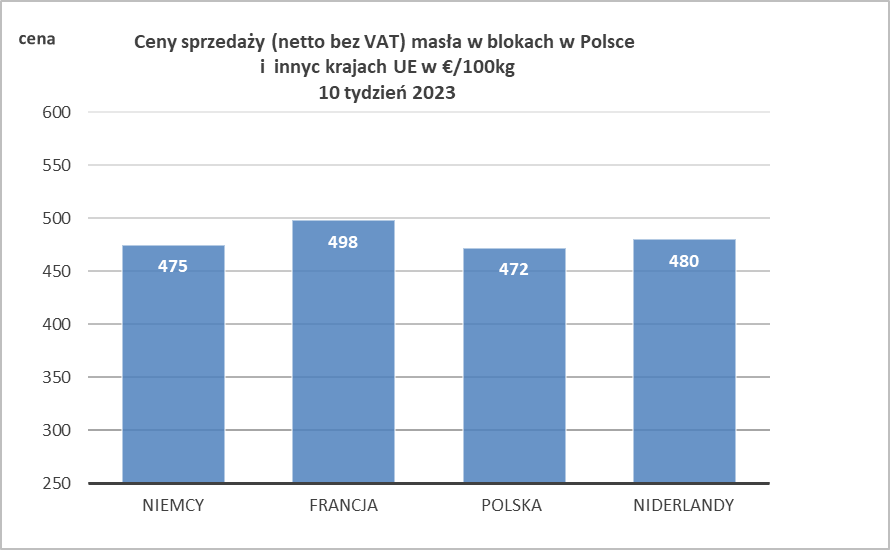 cena
Ceny sprzedaży (netto bez VAT) masła w blokach w Polsce
i innyc krajach UE w €/100kg
10 tydzień 2023
600
550
500
450
400
350
300
250
475
498
472
480
NIEMCY
FRANCJA
POLSKA
NIDERLANDY